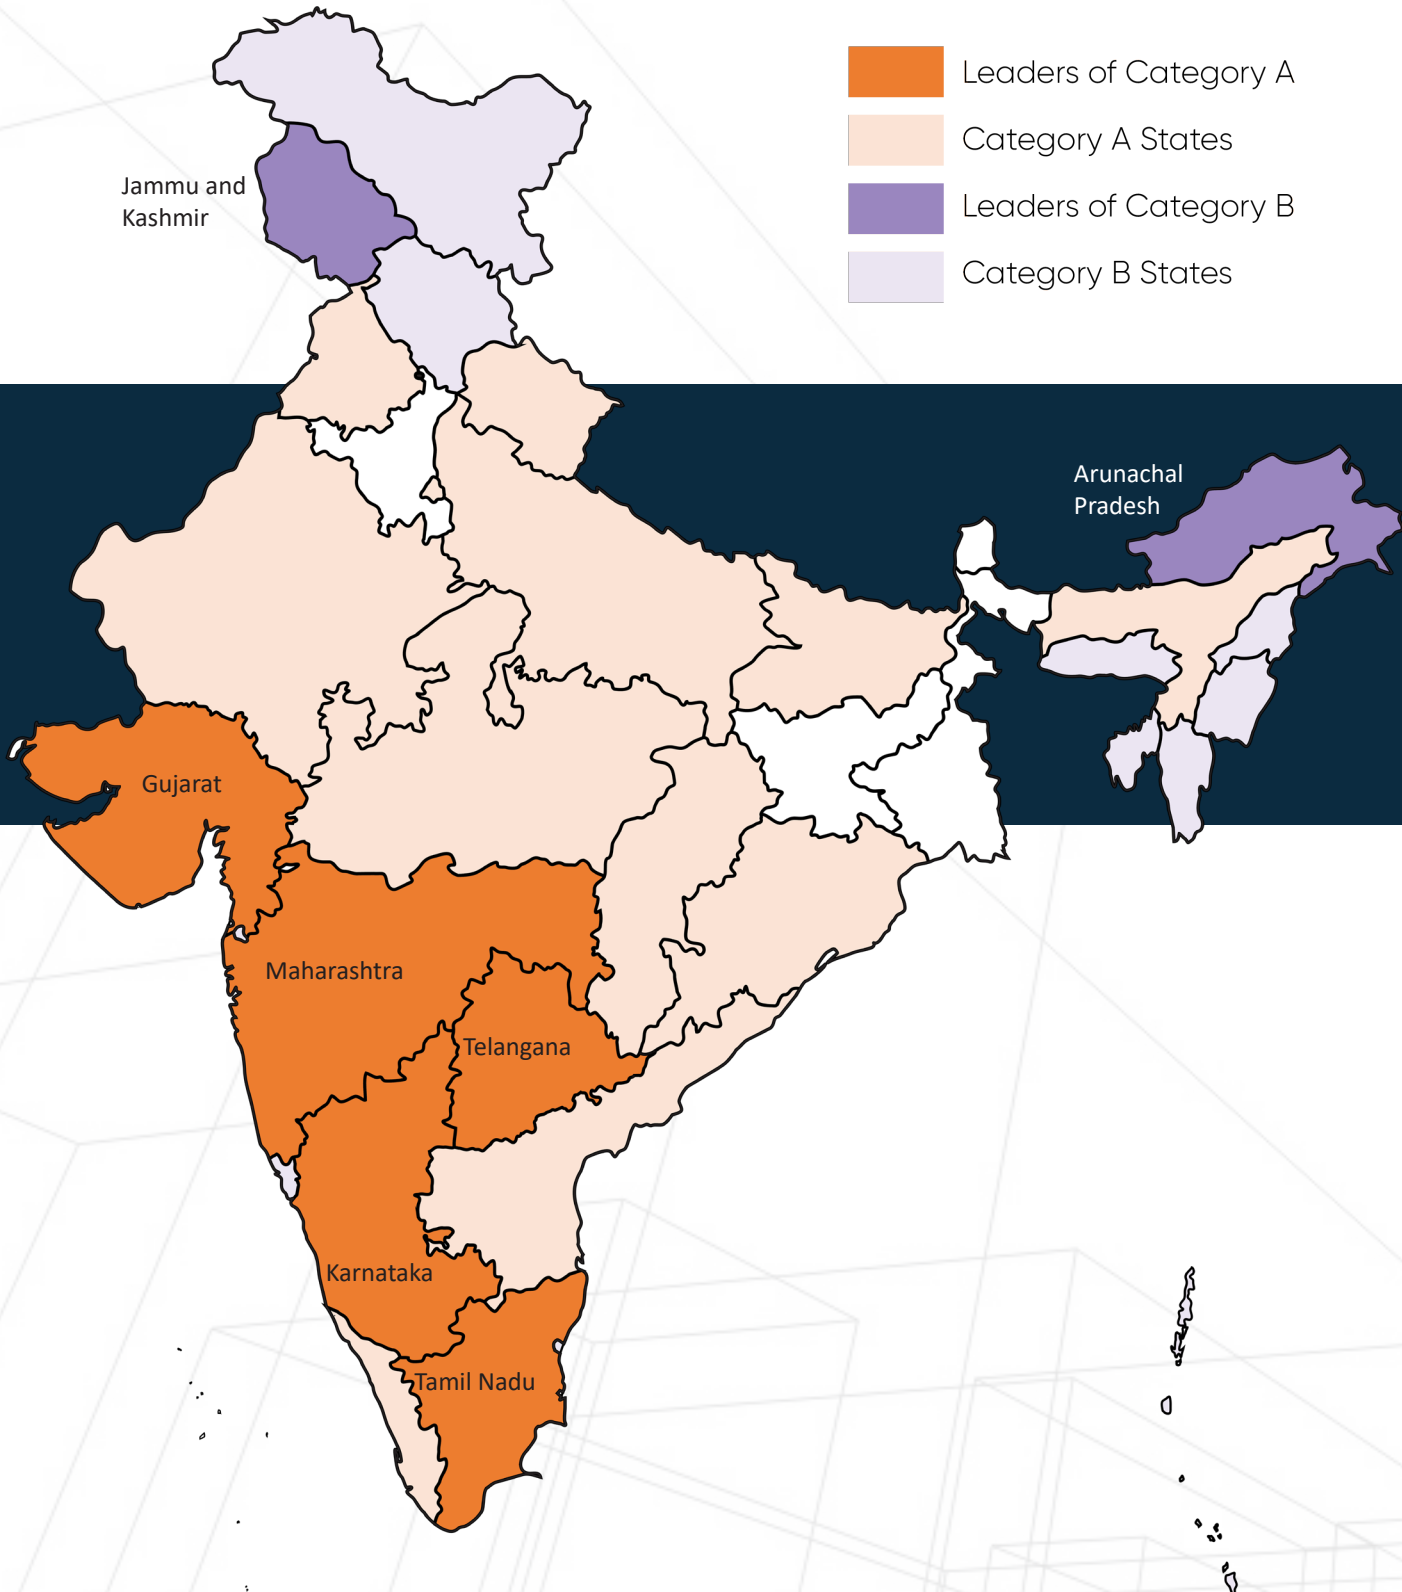 Leaders of Category A
Category A States
Leaders of Category B
Category B States
Jammu and
Kashmir
Arunachal
Pradesh
Gujarat
Maharashtra
Telangana
Karnataka
Tamil Nadu